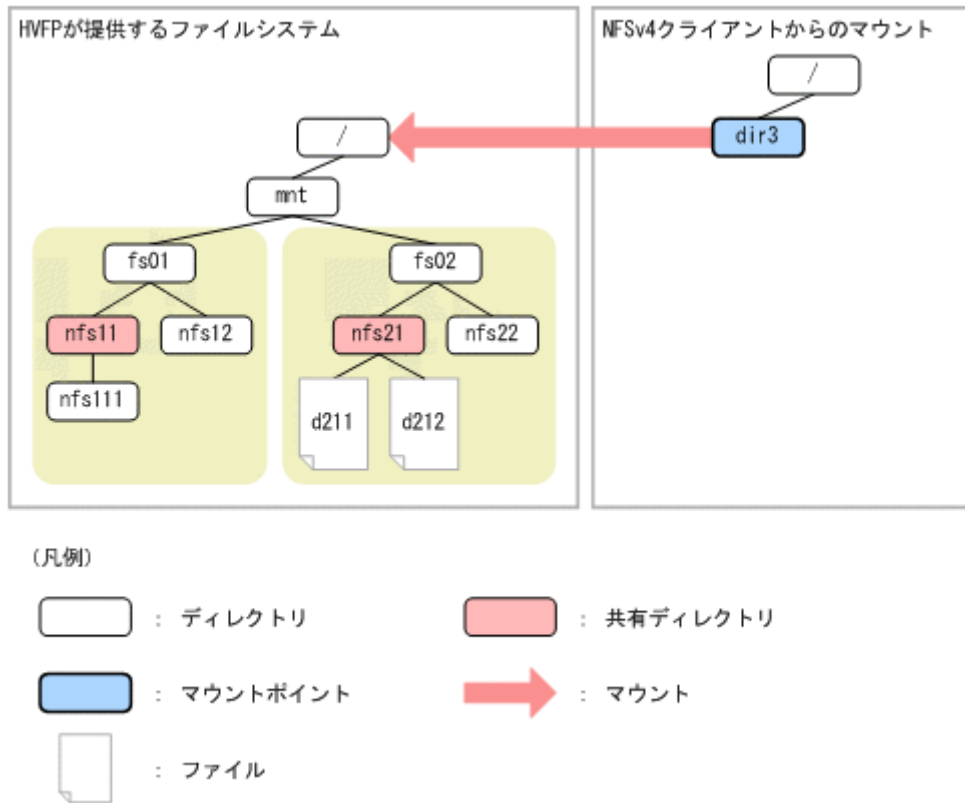 HVFPが提供するファイルシステム
NFSv4クライアントからのマウント
/
/
dir3
mnt
fs01
fs02
nfs11
nfs12
nfs21
nfs22
nfs111
d211
d212
(凡例)
: ディレクトリ
: 共有ディレクトリ
: マウントポイント
: マウント
: ファイル